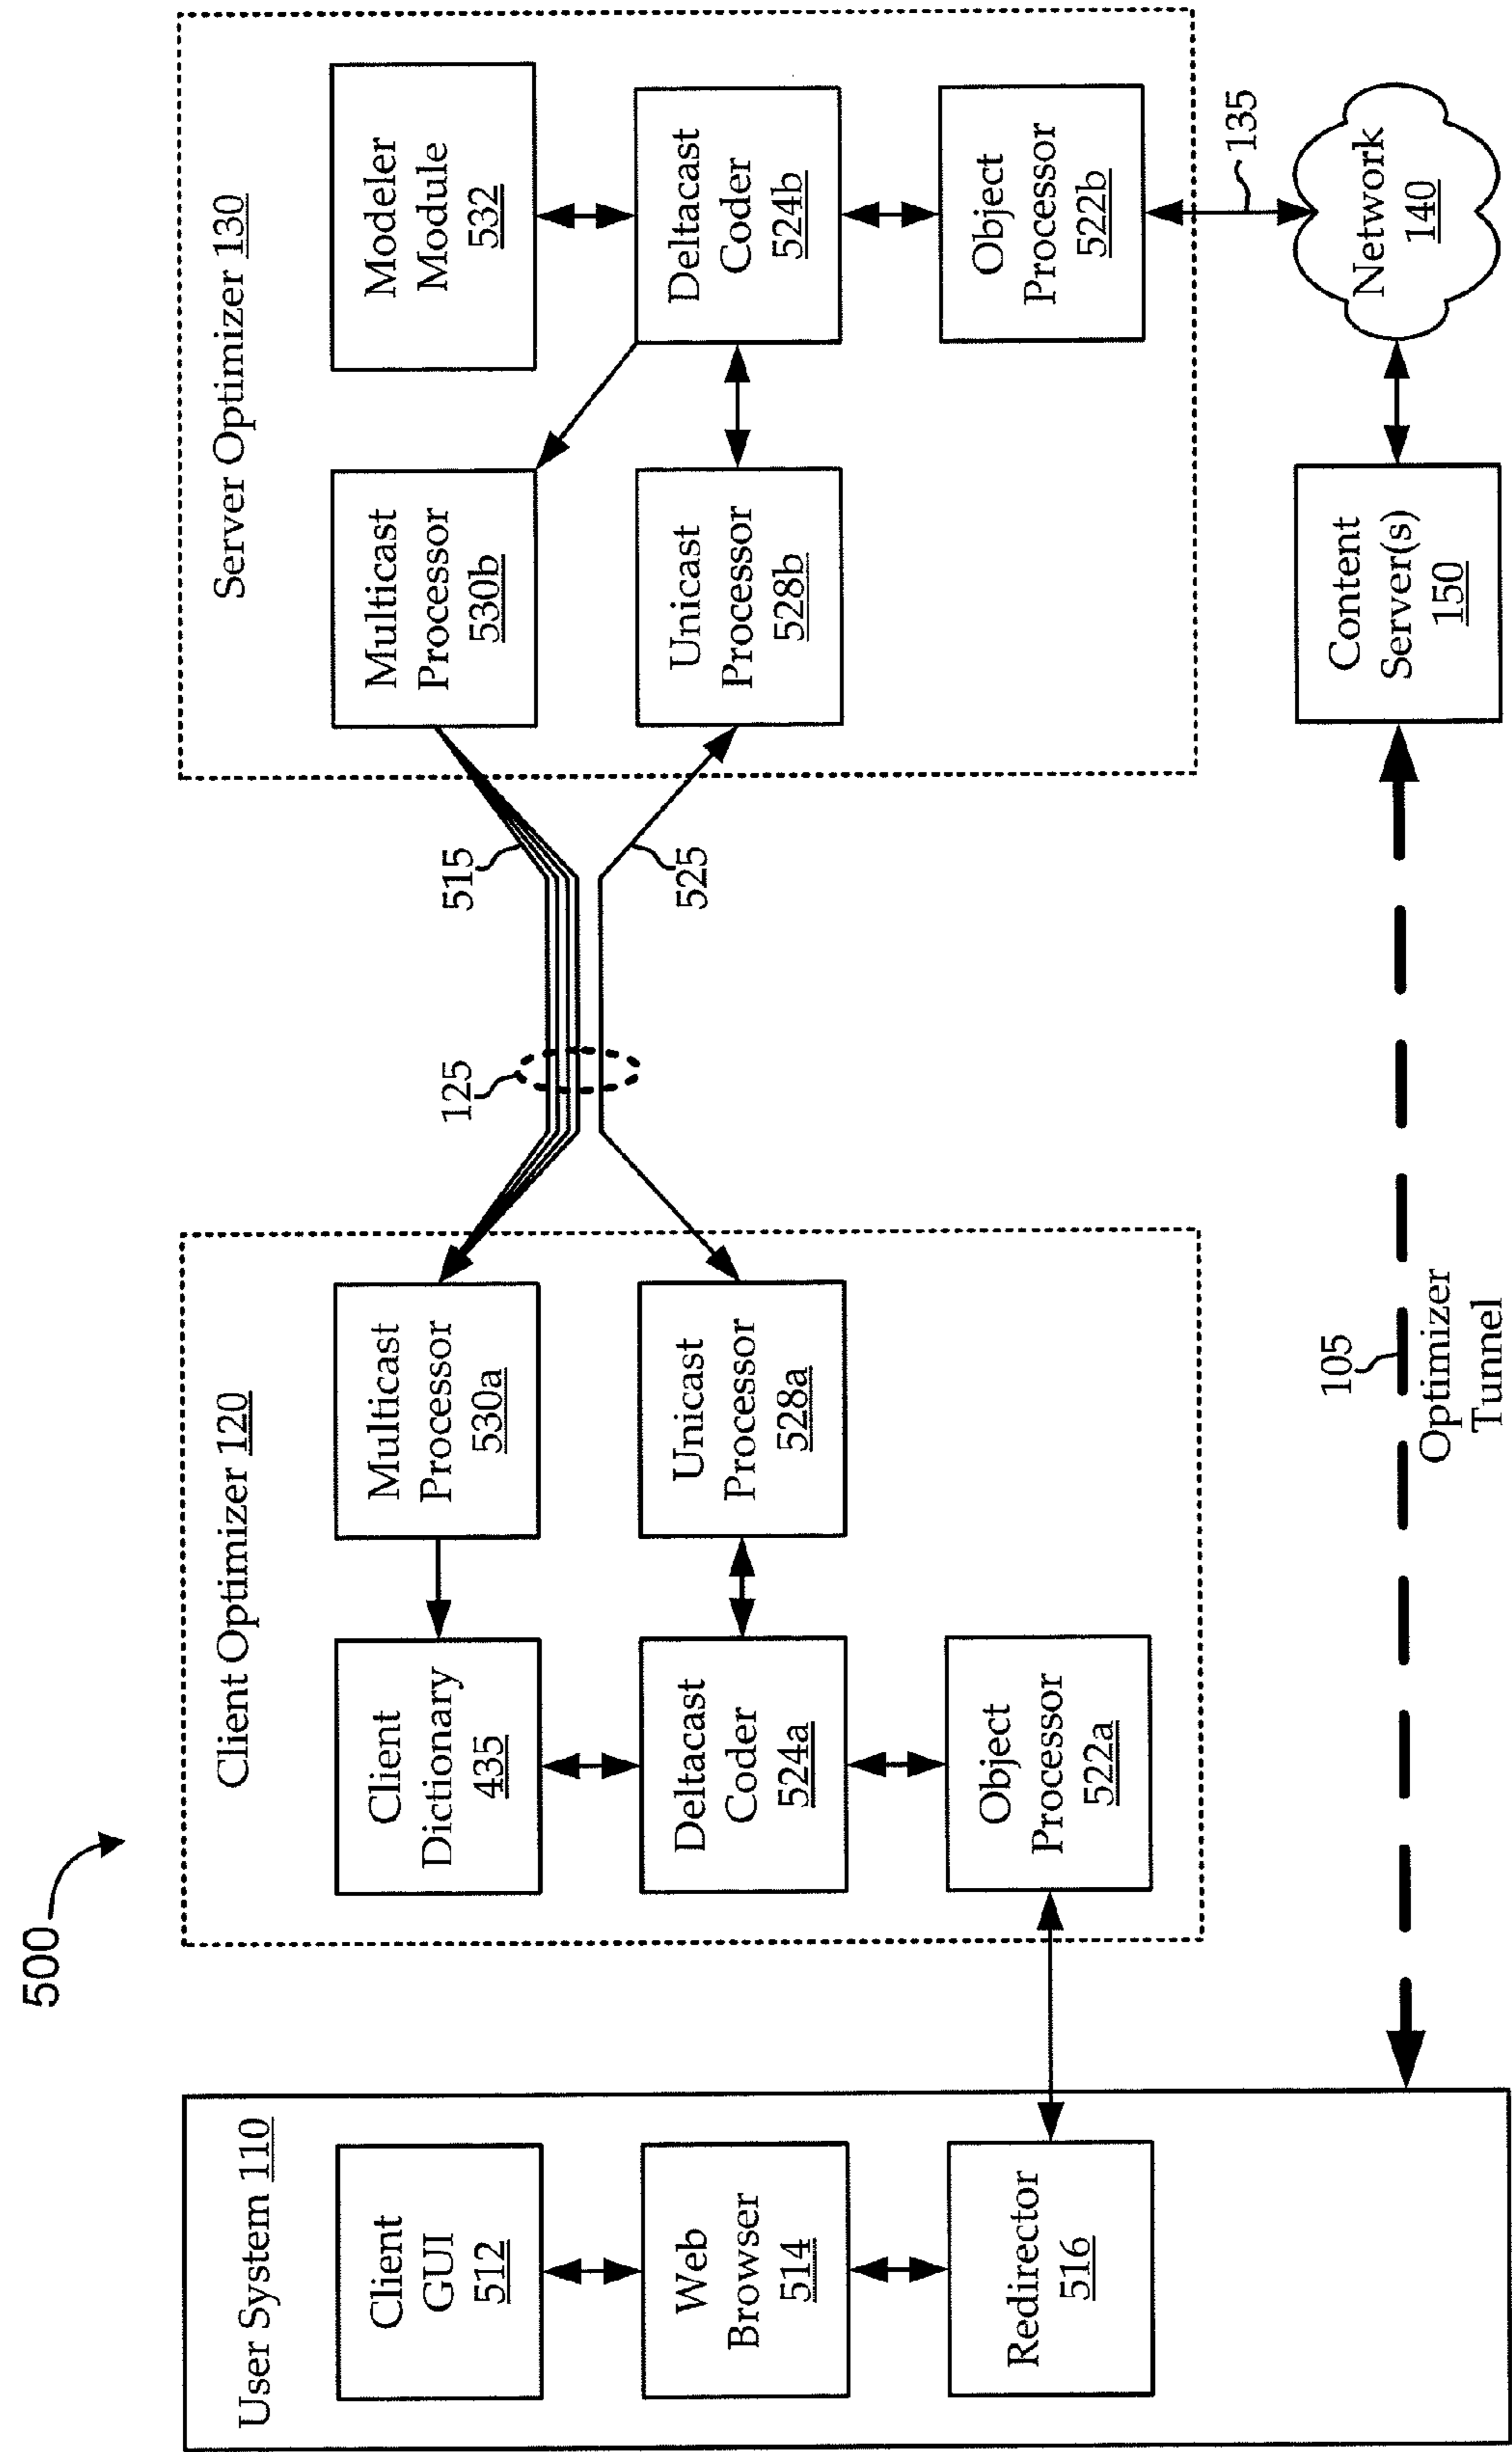 500
User System 110
Client
GUI
512
Web
Browser
514
Redirector
516
Client Optimizer 120
Client
Dictionary
435
Multicast
Processor
530a
Deltacast
Coder
524a
Unicast
Processor
528a
Object
Processor
522a
125
515
525
Server Optimizer 130
Multicast
Processor
530b
Modeler
Module
532
Unicast
Processor
528b
Deltacast
Coder
524b
Object
Processor
522b
135
Network
140
Content
Server(s)
150
105
Optimizer
Tunnel